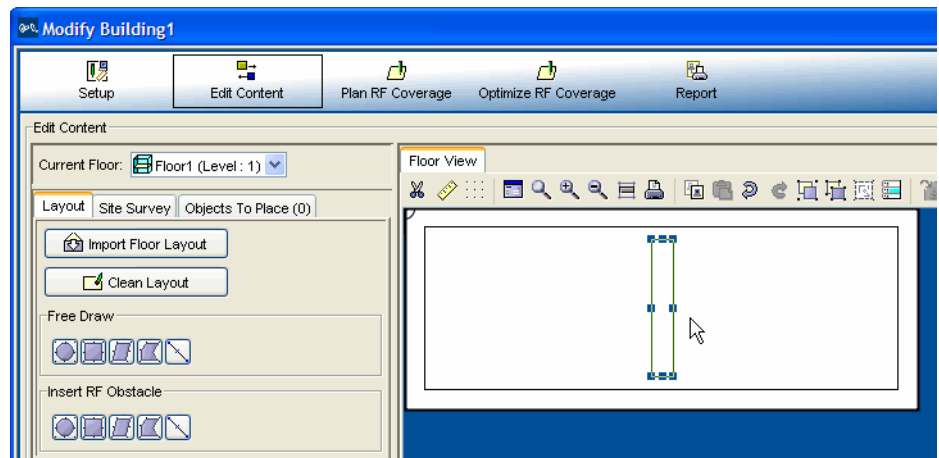 Modify Building1
Setup
Edit Content
Plan RF Coverage
Optimize RF Coverage
Report
Edit Content
Current Floor: Floor1 (Level : 1)
Floor View
Layout
Site Survey
Objects To Place (0)
Import Floor Layout
Clean Layout
Free Draw
Insert RF Obstacle